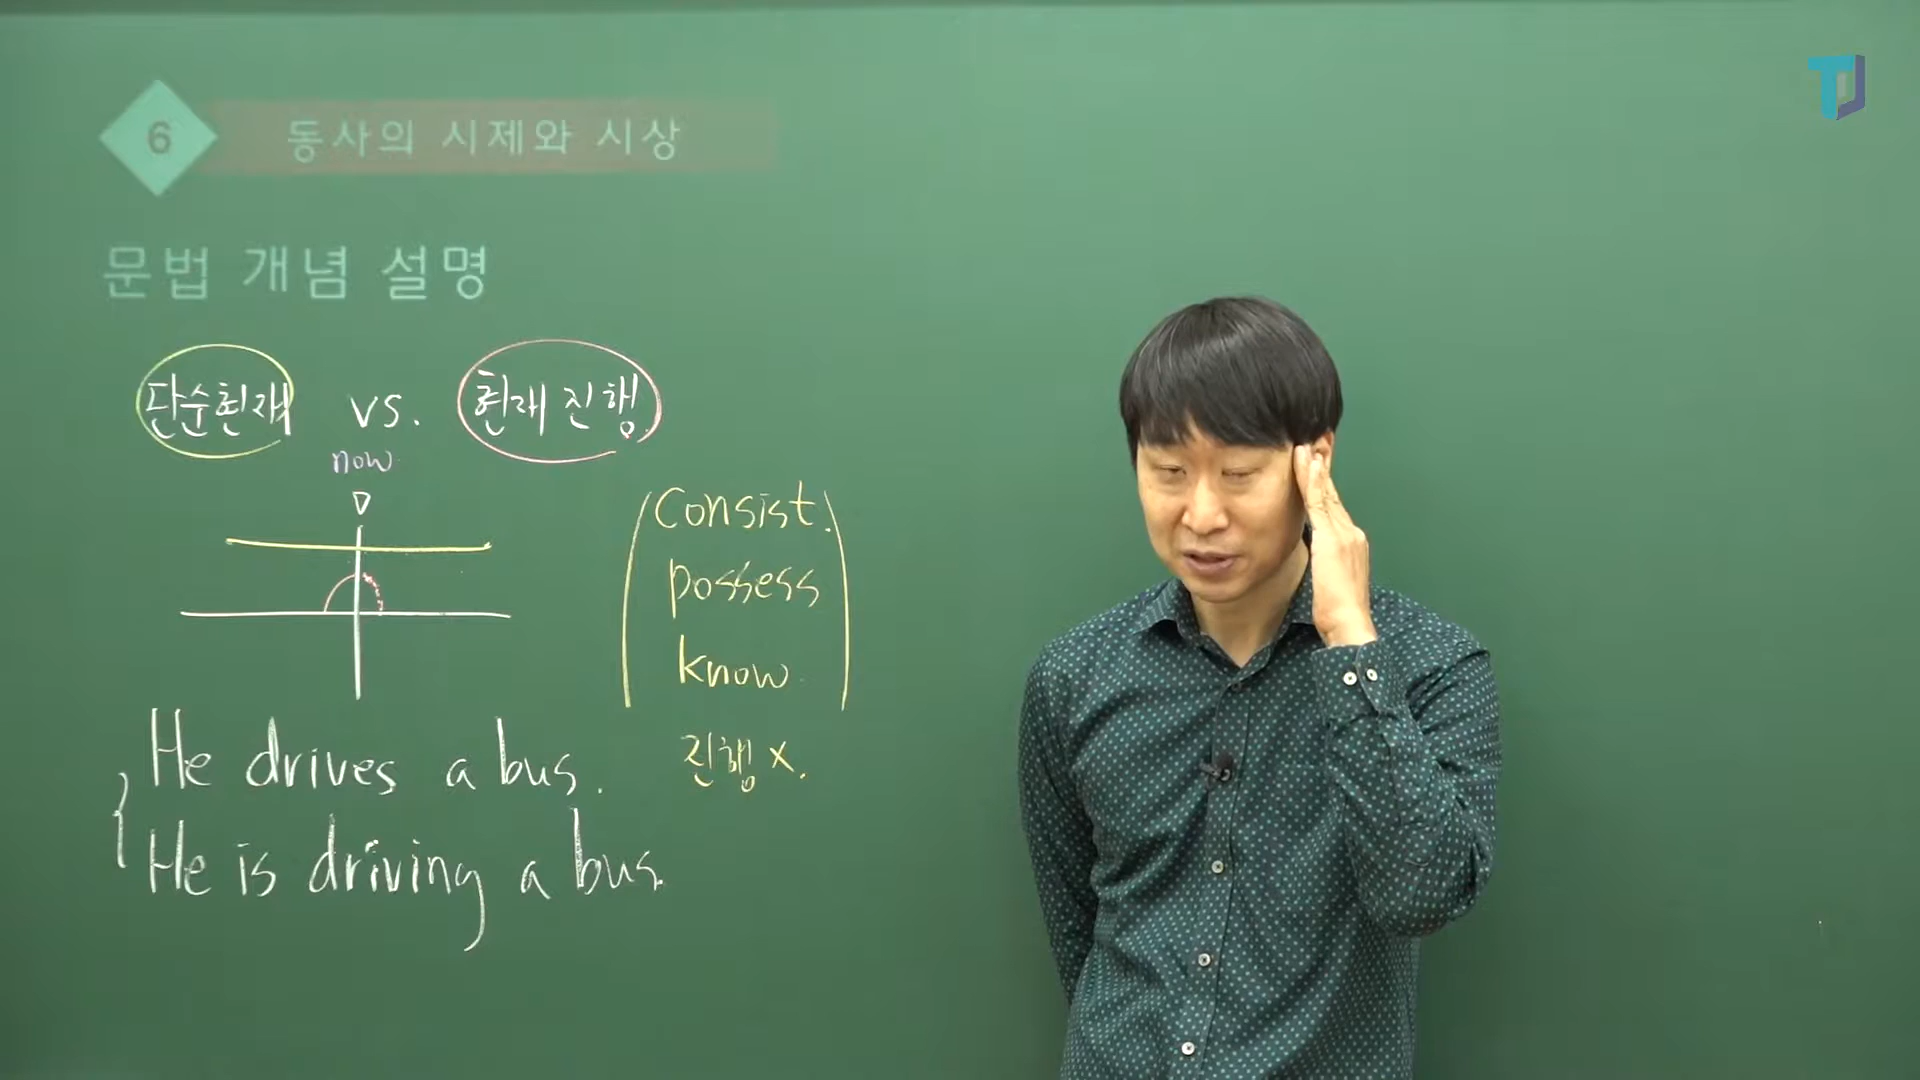 6
동사의 시제와 시상
문법 개념 설명
단순현재 vs. 현재 진행.
now
Consist.
possess
know
진행 x.
He drives a bus.
He is driving a bus.
TJ